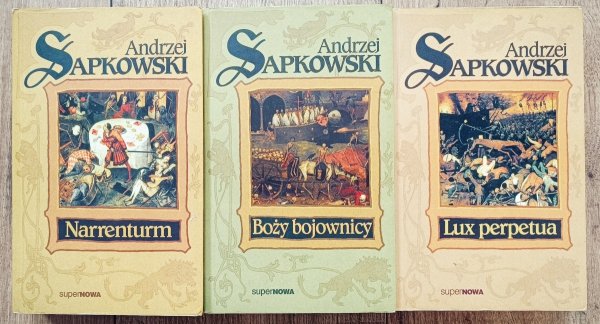 Andrzej
SAPKOWSKI
Narrenturm
superNOWA
Andrzej
SAPKOWSKI
Boży bojownicy
superNOWA
Andrzej
SAPKOWSKI
Lux perpetua
superNOWA